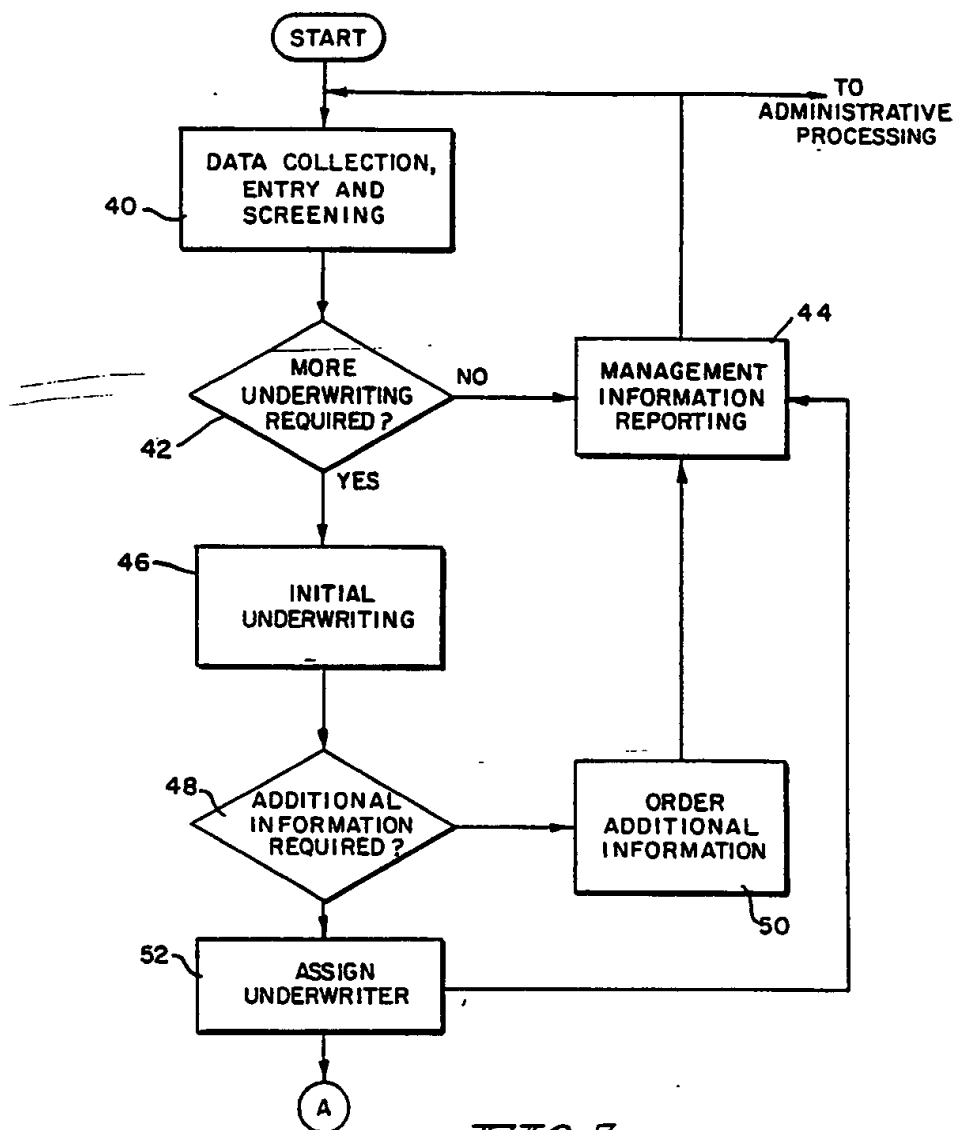 START
TO
ADMINISTRATIVE
PROCESSING
DATA COLLECTION,
ENTRY AND
SCREENING
40
44
MORE
UNDERWRITING
REQUIRED?
42
NO
YES
MANAGEMENT
INFORMATION
REPORTING
46
INITIAL
UNDERWRITING
48
ADDITIONAL
INFORMATION
REQUIRED?
ORDER
ADDITIONAL
INFORMATION
50
52
ASSIGN
UNDERWRITER
A